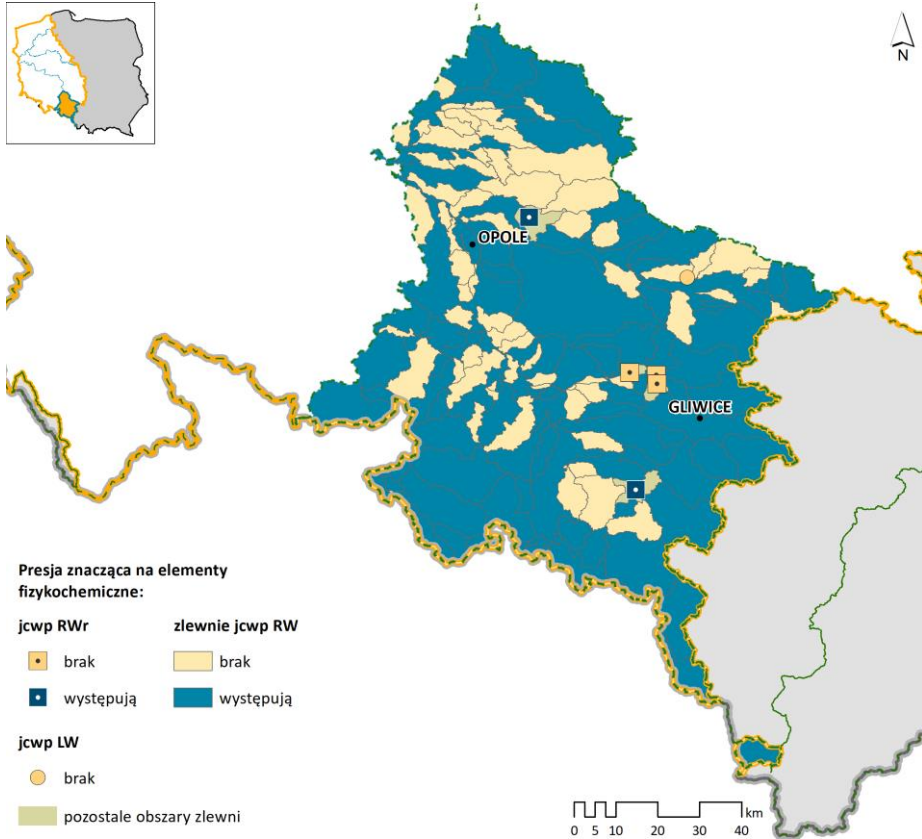 N
OPOLE
GLIWICE
Presja znacząca na elementy
fizykochemiczne:
jcwp RWr
zlewnie jcwp RW
brak
brak
występują
występują
jcwp LW
brak
pozostałe obszary zlewni
km
0 5 10 20 30 40